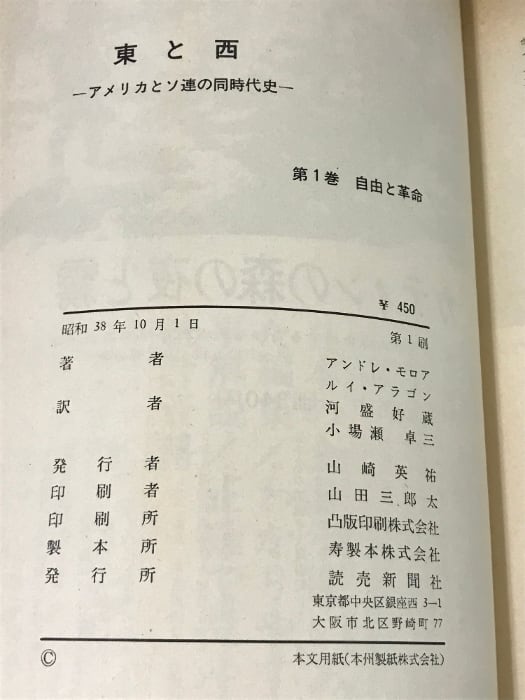 東と西
―アメリカとソ連の同時代史―
第1巻 自由と革命
¥ 450
昭和 38 年 10 月 1 日 第 1 刷
著者 アンドレ・モロア
ルイ・アラゴン
訳者 河盛好蔵
小場瀬卓三
発行者 山崎英祐
印刷者 山田三郎太
印刷所 凸版印刷株式会社
製本所 寿製本株式会社
発行所 読売新聞社
東京都中央区銀座西 3―1
大阪市北区野崎町 77
© 本文用紙(本州製紙株式会社)